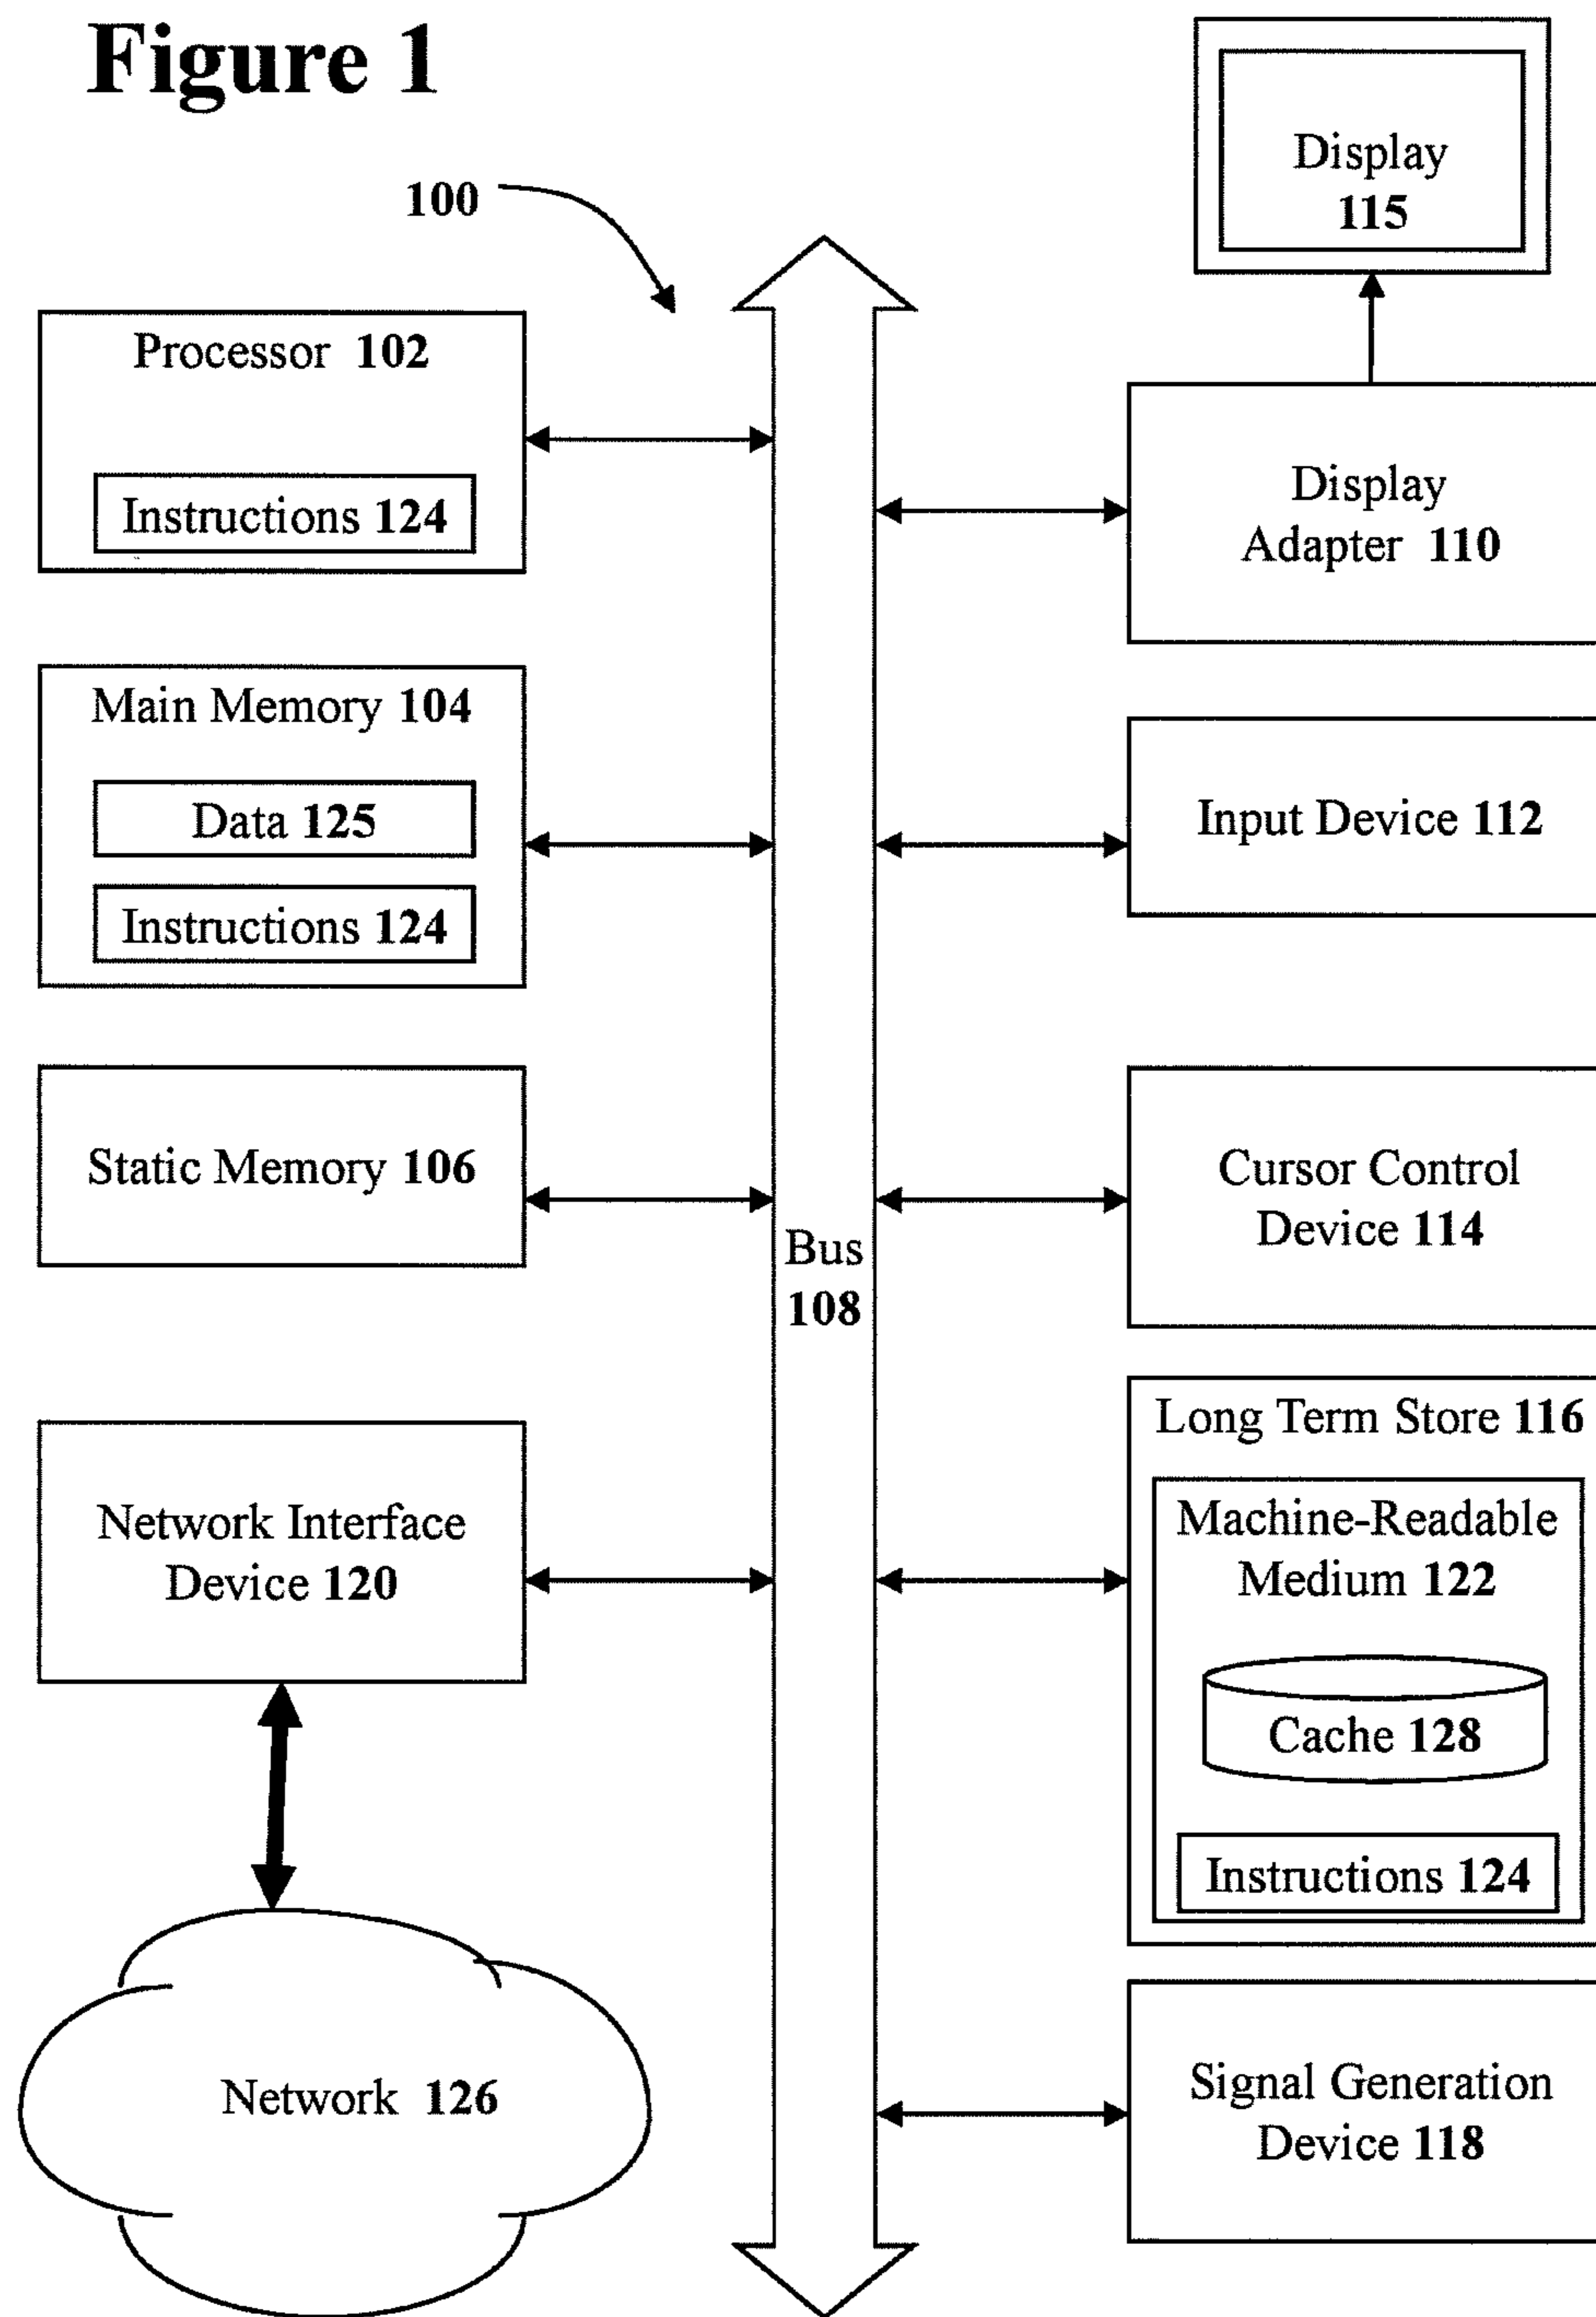 Figure 1
100
Display
115
Processor 102
Instructions 124
Display
Adapter 110
Main Memory 104
Data 125
Instructions 124
Input Device 112
Static Memory 106
Cursor Control
Device 114
Bus
108
Network Interface
Device 120
Long Term Store 116
Machine-Readable
Medium 122
Cache 128
Instructions 124
Network 126
Signal Generation
Device 118